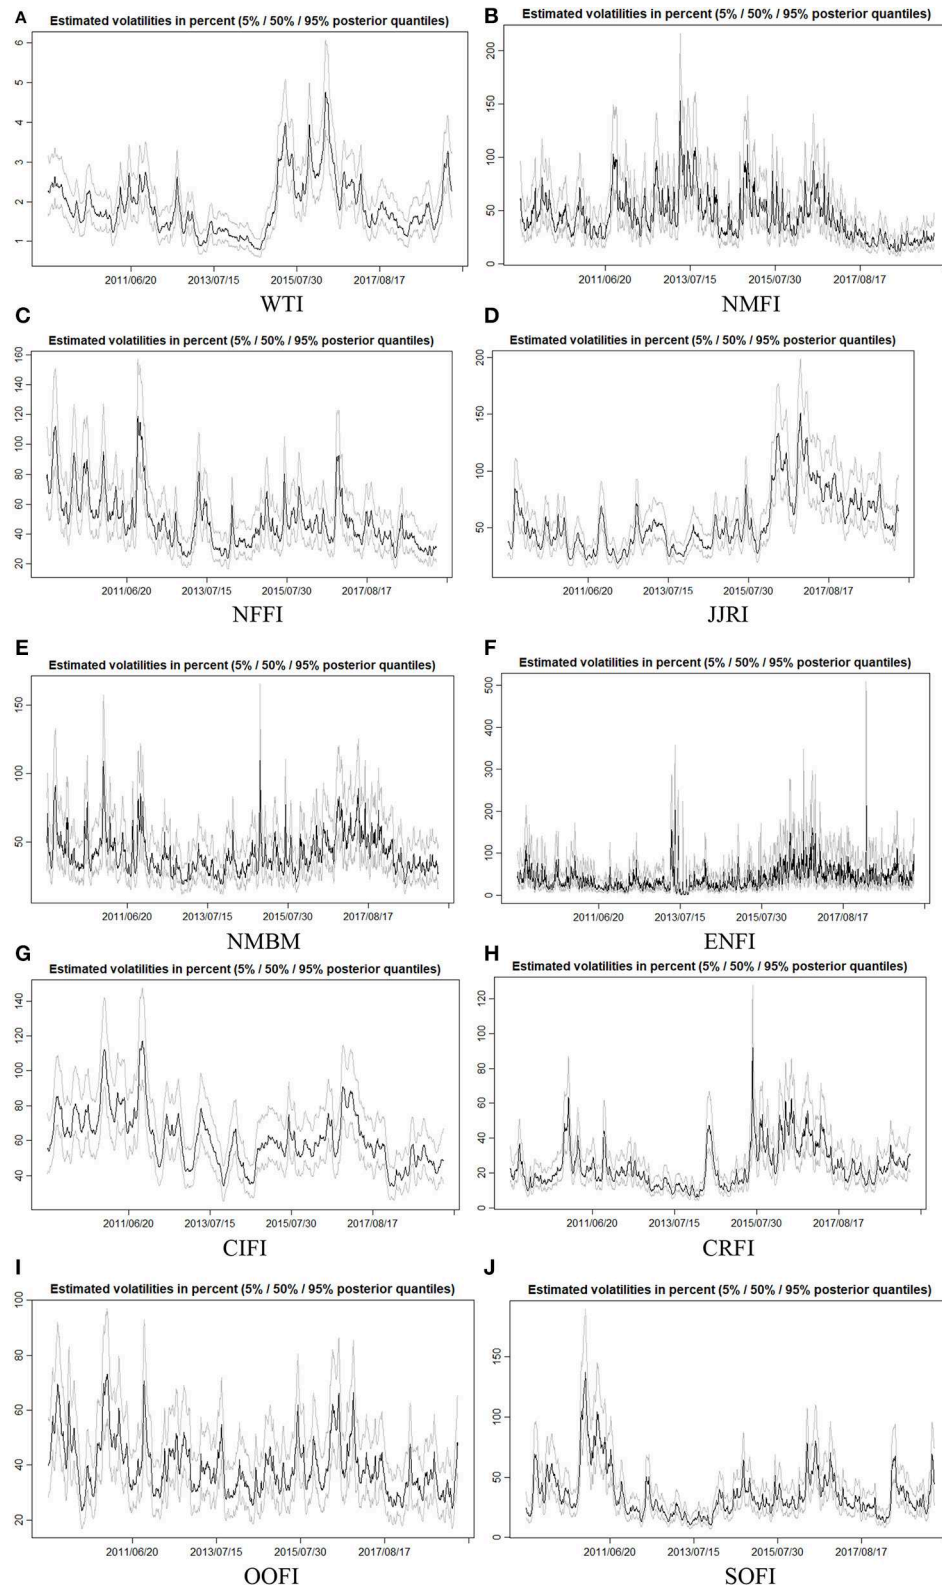 A
Estimated volatilities in percent (5% / 50% / 95% posterior quantiles)
6
5
4
3
2
1
2011/06/20 2013/07/15 2015/07/30 2017/08/17
WTI
B
Estimated volatilities in percent (5% / 50% / 95% posterior quantiles)
200
150
100
50
0
2011/06/20 2013/07/15 2015/07/30 2017/08/17
NMFI
C
Estimated volatilities in percent (5% / 50% / 95% posterior quantiles)
160
140
120
100
80
60
40
20
2011/06/20 2013/07/15 2015/07/30 2017/08/17
NFFI
D
Estimated volatilities in percent (5% / 50% / 95% posterior quantiles)
200
150
100
50
2011/06/20 2013/07/15 2015/07/30 2017/08/17
JJRI
E
Estimated volatilities in percent (5% / 50% / 95% posterior quantiles)
150
100
50
2011/06/20 2013/07/15 2015/07/30 2017/08/17
NMBM
F
Estimated volatilities in percent (5% / 50% / 95% posterior quantiles)
500
400
300
200
100
0
2011/06/20 2013/07/15 2015/07/30 2017/08/17
ENFI
G
Estimated volatilities in percent (5% / 50% / 95% posterior quantiles)
140
120
100
80
60
40
2011/06/20 2013/07/15 2015/07/30 2017/08/17
CIFI
H
Estimated volatilities in percent (5% / 50% / 95% posterior quantiles)
120
100
80
60
40
20
0
2011/06/20 2013/07/15 2015/07/30 2017/08/17
CRFI
I
Estimated volatilities in percent (5% / 50% / 95% posterior quantiles)
100
80
60
40
20
2011/06/20 2013/07/15 2015/07/30 2017/08/17
OOFI
J
Estimated volatilities in percent (5% / 50% / 95% posterior quantiles)
150
100
50
0
2011/06/20 2013/07/15 2015/07/30 2017/08/17
SOFI